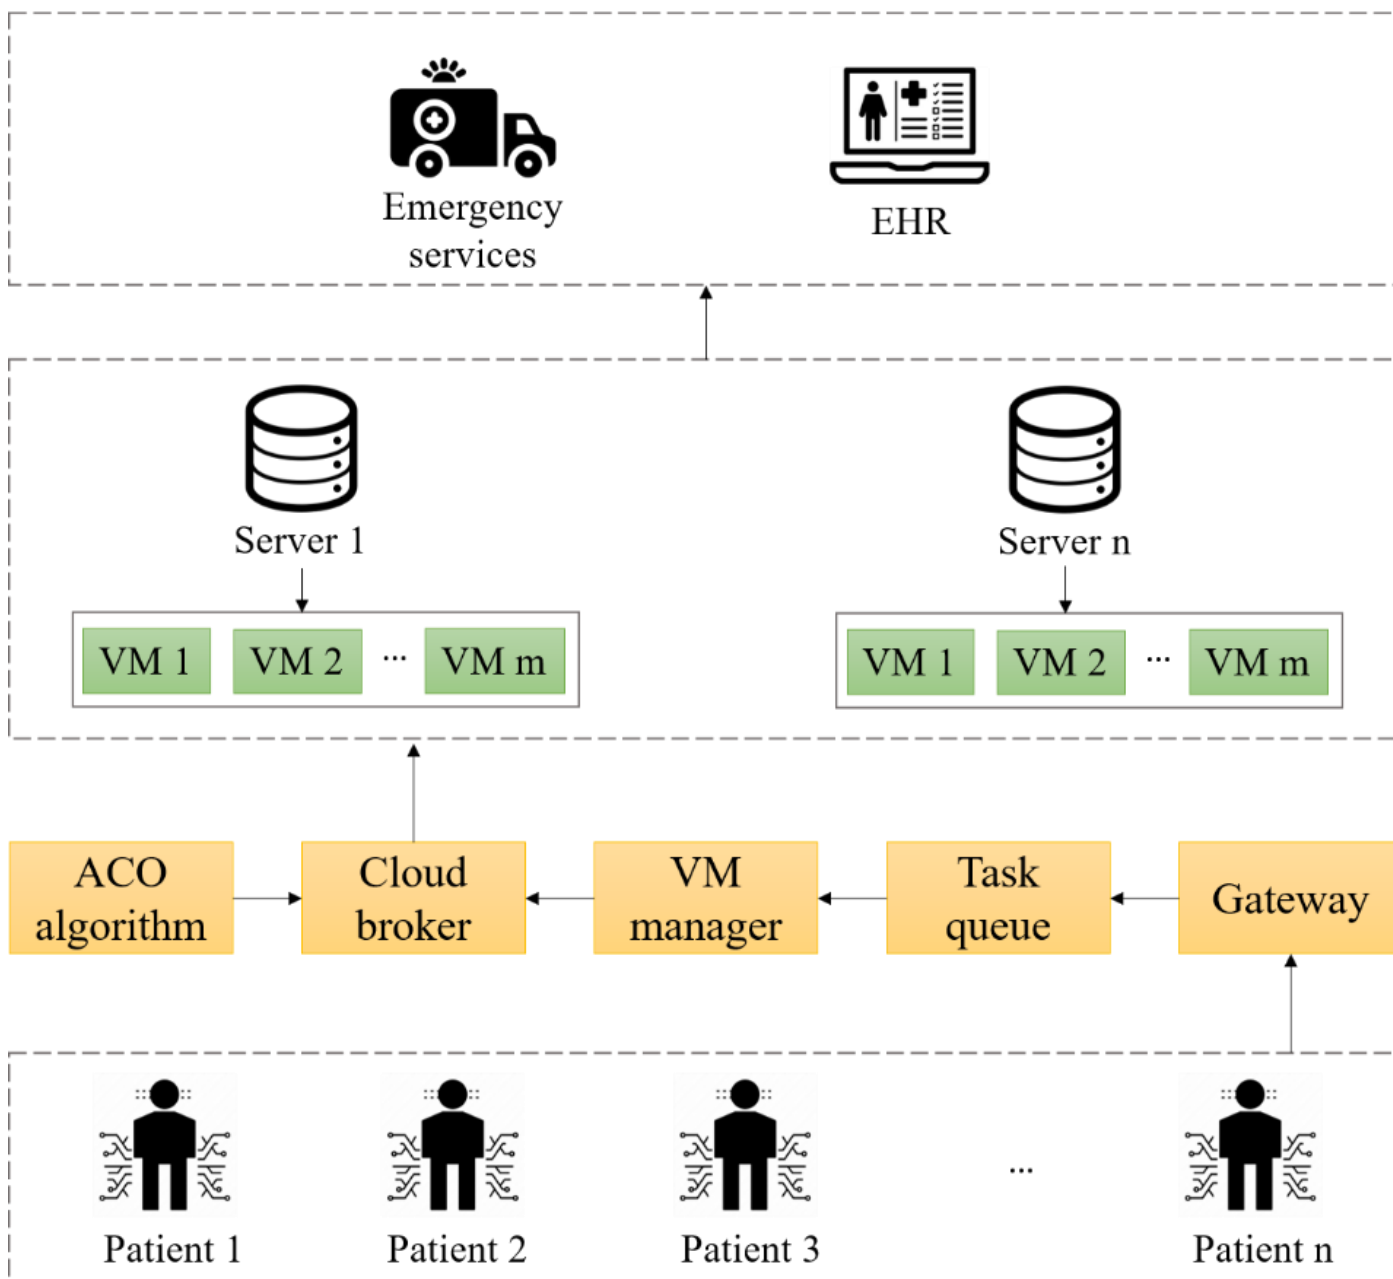 Emergency
services
EHR
Server 1
Server n
VM 1
VM 2
...
VM m
VM 1
VM 2
...
VM m
ACO
algorithm
Cloud
broker
VM
manager
Task
queue
Gateway
Patient 1
Patient 2
Patient 3
...
Patient n